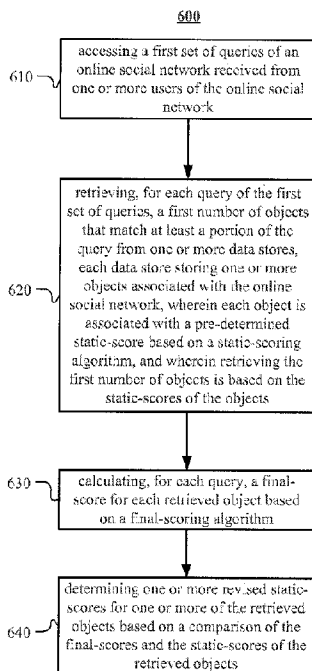 600
610
accessing a first set of queries of an
online social network received from
one or more users of the online social
network
620
retrieving, for each query of the first
set of queries, a first number of objects
that match at least a portion of the
query from one or more data stores,
each data store storing one or more
objects associated with the online
social network, wherein each object is
associated with a pre-determined
static-score based on a static-scoring
algorithm, and wherein retrieving the
first number of objects is based on the
static-scores of the objects
630
calculating, for each query, a final-
score for each retrieved object based
on a final-scoring algorithm
640
determining one or more revised static-
scores for one or more of the retrieved
objects based on a comparison of the
final-scores and the static-scores of the
retrieved objects